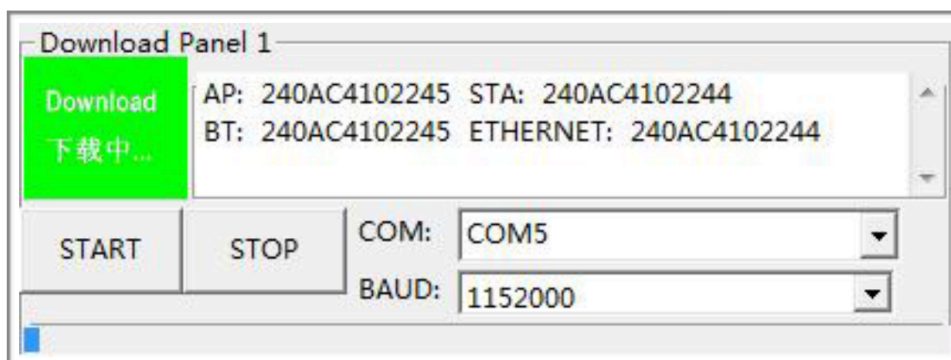 Download Panel 1
Download
下载中...
AP: 240AC4102245 STA: 240AC4102244
BT: 240AC4102245 ETHERNET: 240AC4102244
START
STOP
COM: COM5
BAUD: 1152000